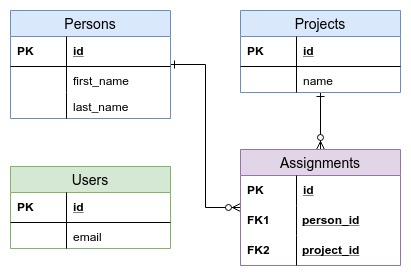 Persons
PK id
first_name
last_name
Projects
PK id
name
Users
PK id
email
Assignments
PK id
FK1 person_id
FK2 project_id